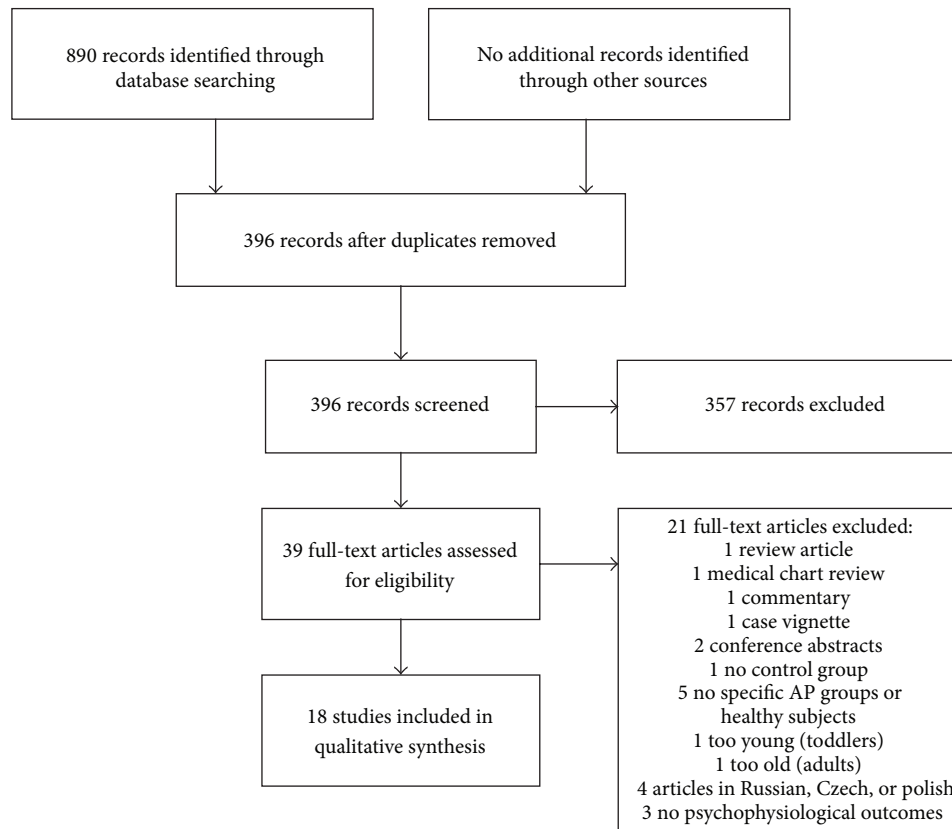 890 records identified through
database searching
No additional records identified
through other sources
396 records after duplicates removed
396 records screened
357 records excluded
39 full-text articles assessed
for eligibility
21 full-text articles excluded:
1 review article
1 medical chart review
1 commentary
1 case vignette
2 conference abstracts
1 no control group
5 no specific AP groups or
healthy subjects
1 too young (toddlers)
1 too old (adults)
4 articles in Russian, Czech, or polish
3 no psychophysiological outcomes
18 studies included in
qualitative synthesis